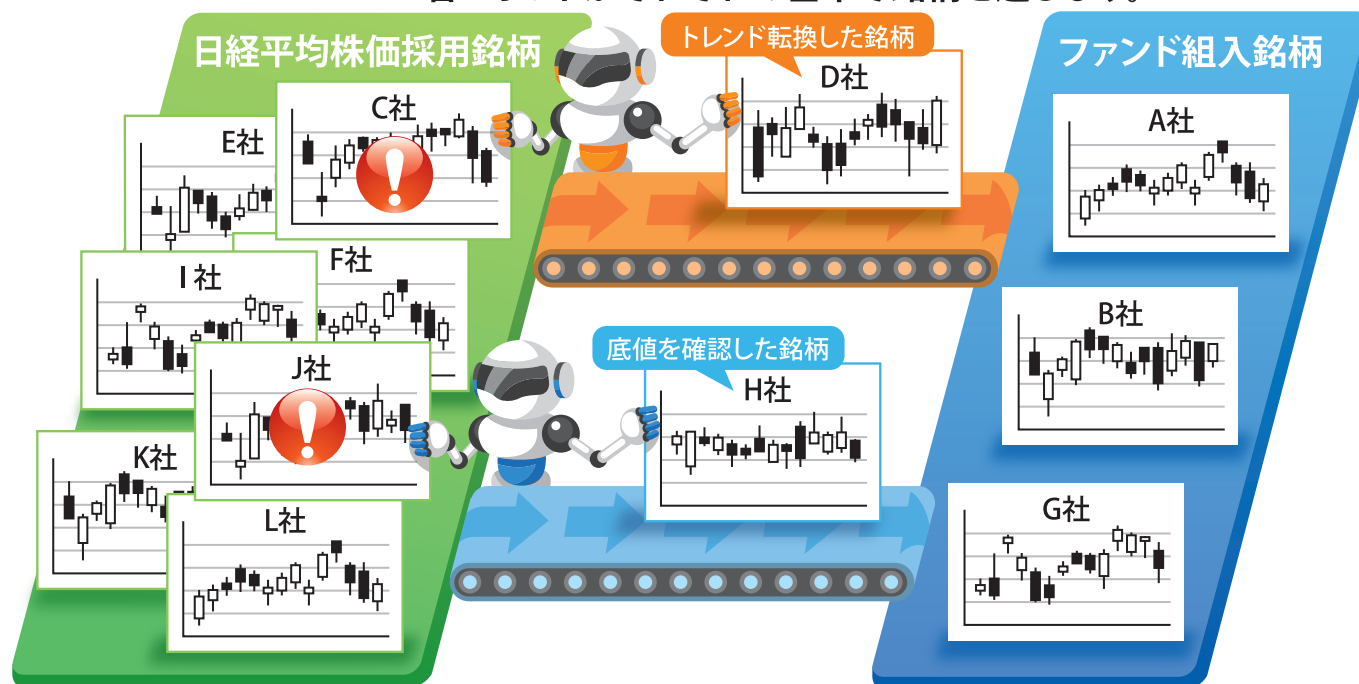 日経平均株価採用銘柄
トレンド転換した銘柄
ファンド組入銘柄
C社
D社
A社
E社
F社
I 社
B社
底値を確認した銘柄
J社
H社
K社
G社
L社